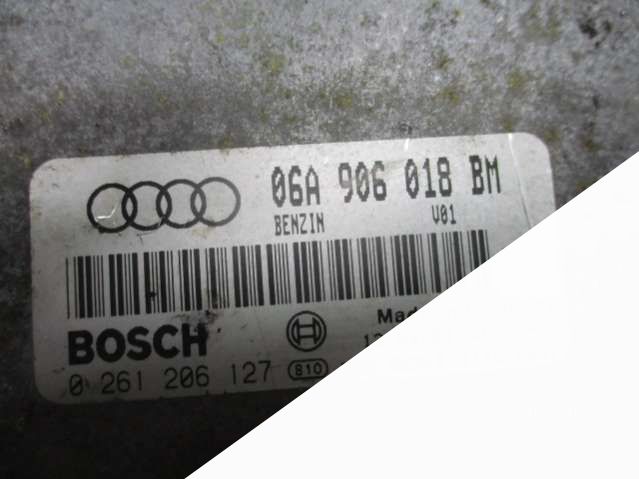 06A 906 018 BM
BENZIN V01
BOSCH
0 261 206 127 810